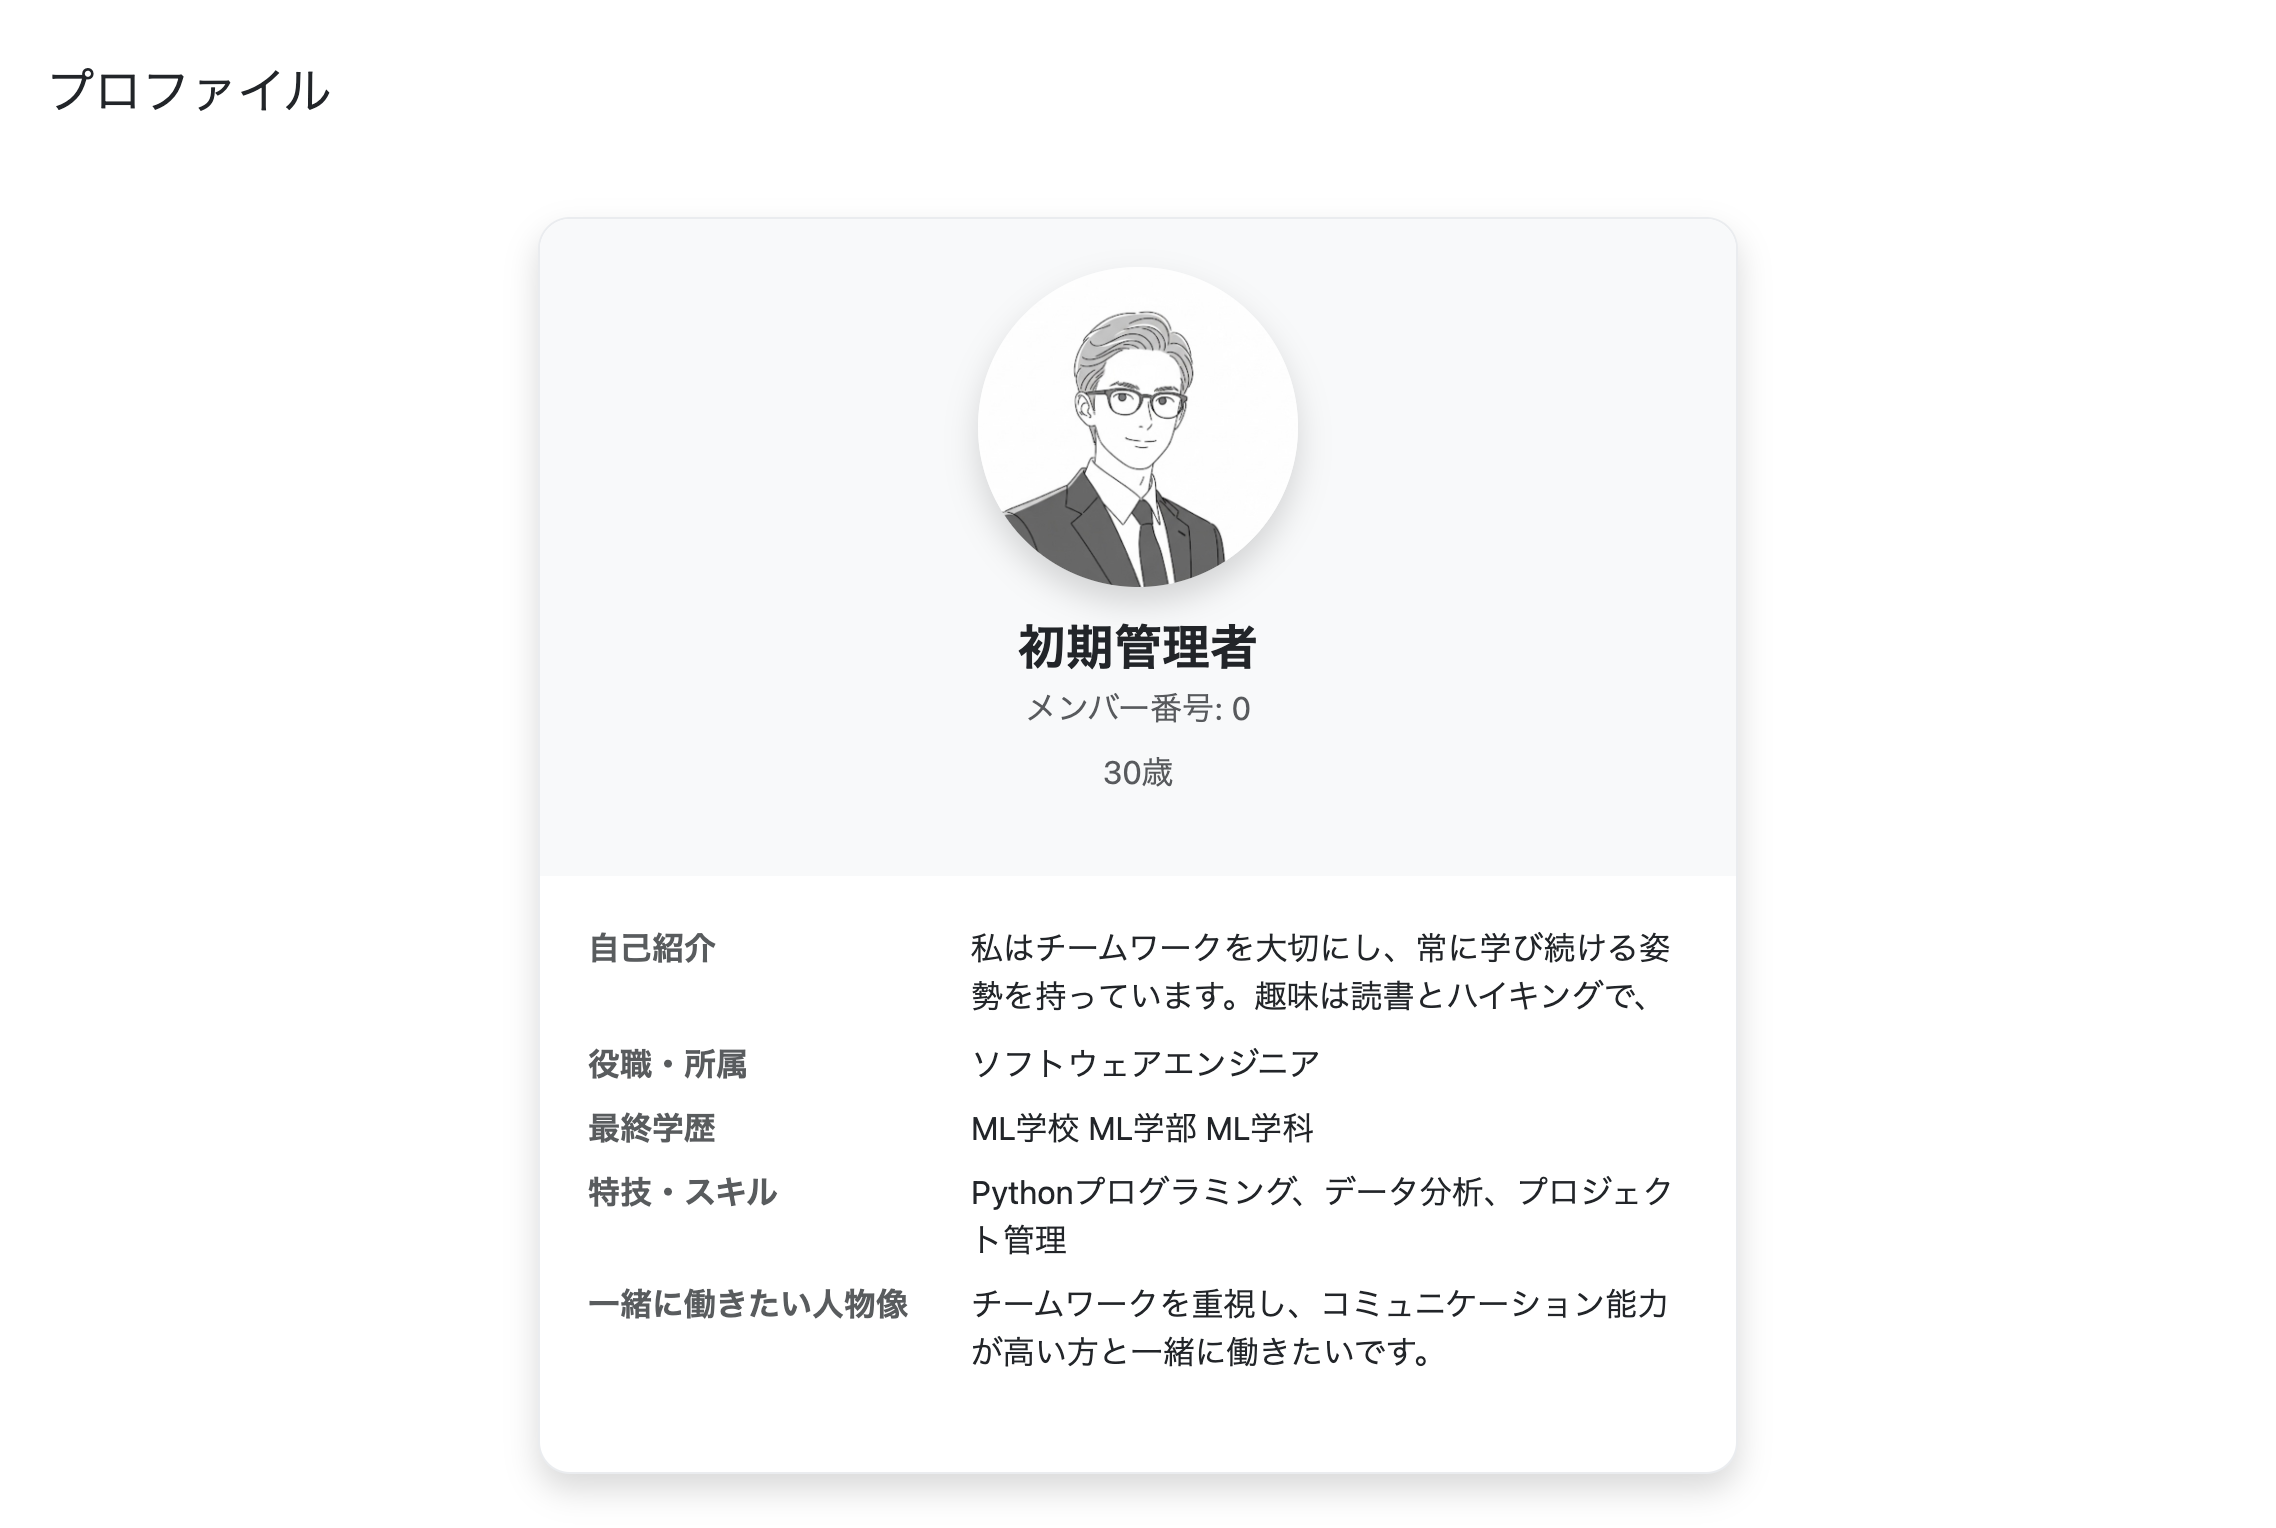 プロファイル
初期管理者
メンバー番号: 0
30歳
自己紹介
私はチームワークを大切にし、常に学び続ける姿
勢を持っています。趣味は読書とハイキングで、
役職・所属
ソフトウェアエンジニア
最終学歴
ML学校 ML学部 ML学科
特技・スキル
Pythonプログラミング、データ分析、プロジェク
ト管理
一緒に働きたい人物像
チームワークを重視し、コミュニケーション能力
が高い方と一緒に働きたいです。